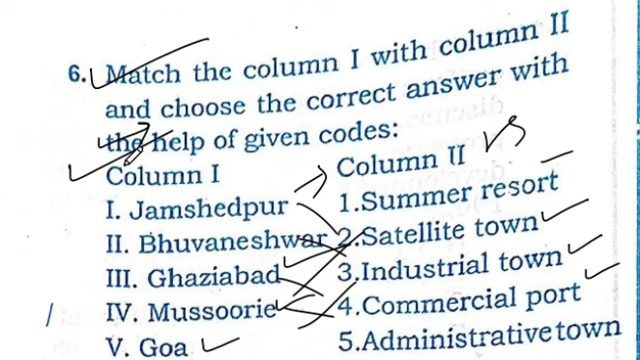 6. Match the column I with column II
and choose the correct answer with
the help of given codes:
Column I
Column II
I. Jamshedpur
1.Summer resort
II. Bhuvaneshwar
2.Satellite town
III. Ghaziabad
3.Industrial town
IV. Mussoorie
4.Commercial port
V. Goa
5.Administrative town